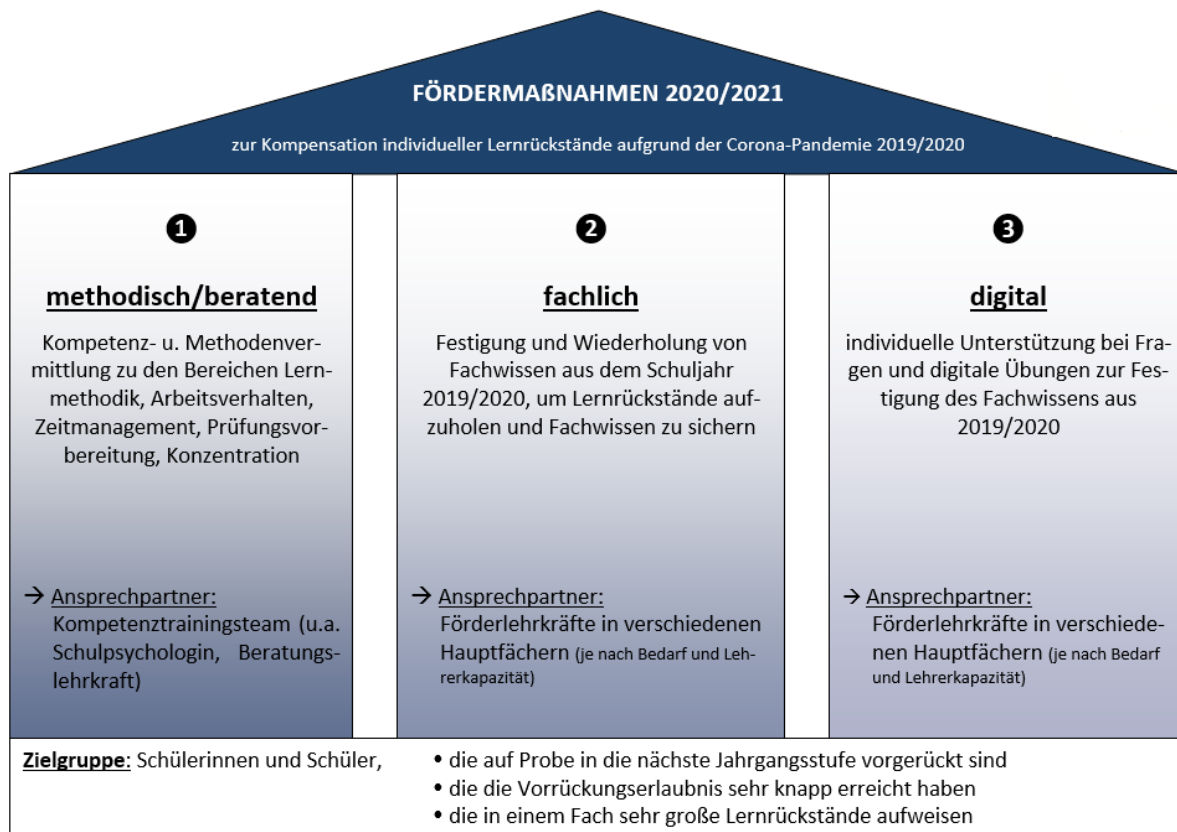 FÖRDERMAßNAHMEN 2020/2021
zur Kompensation individueller Lernrückstände aufgrund der Corona-Pandemie 2019/2020
❶
methodisch/beratend
Kompetenz- u. Methodenver-
mittlung zu den Bereichen Lern-
methodik, Arbeitsverhalten,
Zeitmanagement, Prüfungsvor-
bereitung, Konzentration
→ Ansprechpartner:
Kompetenztrainingsteam (u.a.
Schulpsychologin, Beratungs-
lehrkraft)
❷
fachlich
Festigung und Wiederholung von
Fachwissen aus dem Schuljahr
2019/2020, um Lernrückstände auf-
zuholen und Fachwissen zu sichern
→ Ansprechpartner:
Förderlehrkräfte in verschiedenen
Hauptfächern (je nach Bedarf und Leh-
rerkapazität)
❸
digital
individuelle Unterstützung bei Fra-
gen und digitale Übungen zur Fes-
tigung des Fachwissens aus
2019/2020
→ Ansprechpartner:
Förderlehrkräfte in verschiede-
nen Hauptfächern (je nach Bedarf
und Lehrerkapazität)
Zielgruppe: Schülerinnen und Schüler,
• die auf Probe in die nächste Jahrgangsstufe vorgerückt sind
• die die Vorrückungserlaubnis sehr knapp erreicht haben
• die in einem Fach sehr große Lernrückstände aufweisen